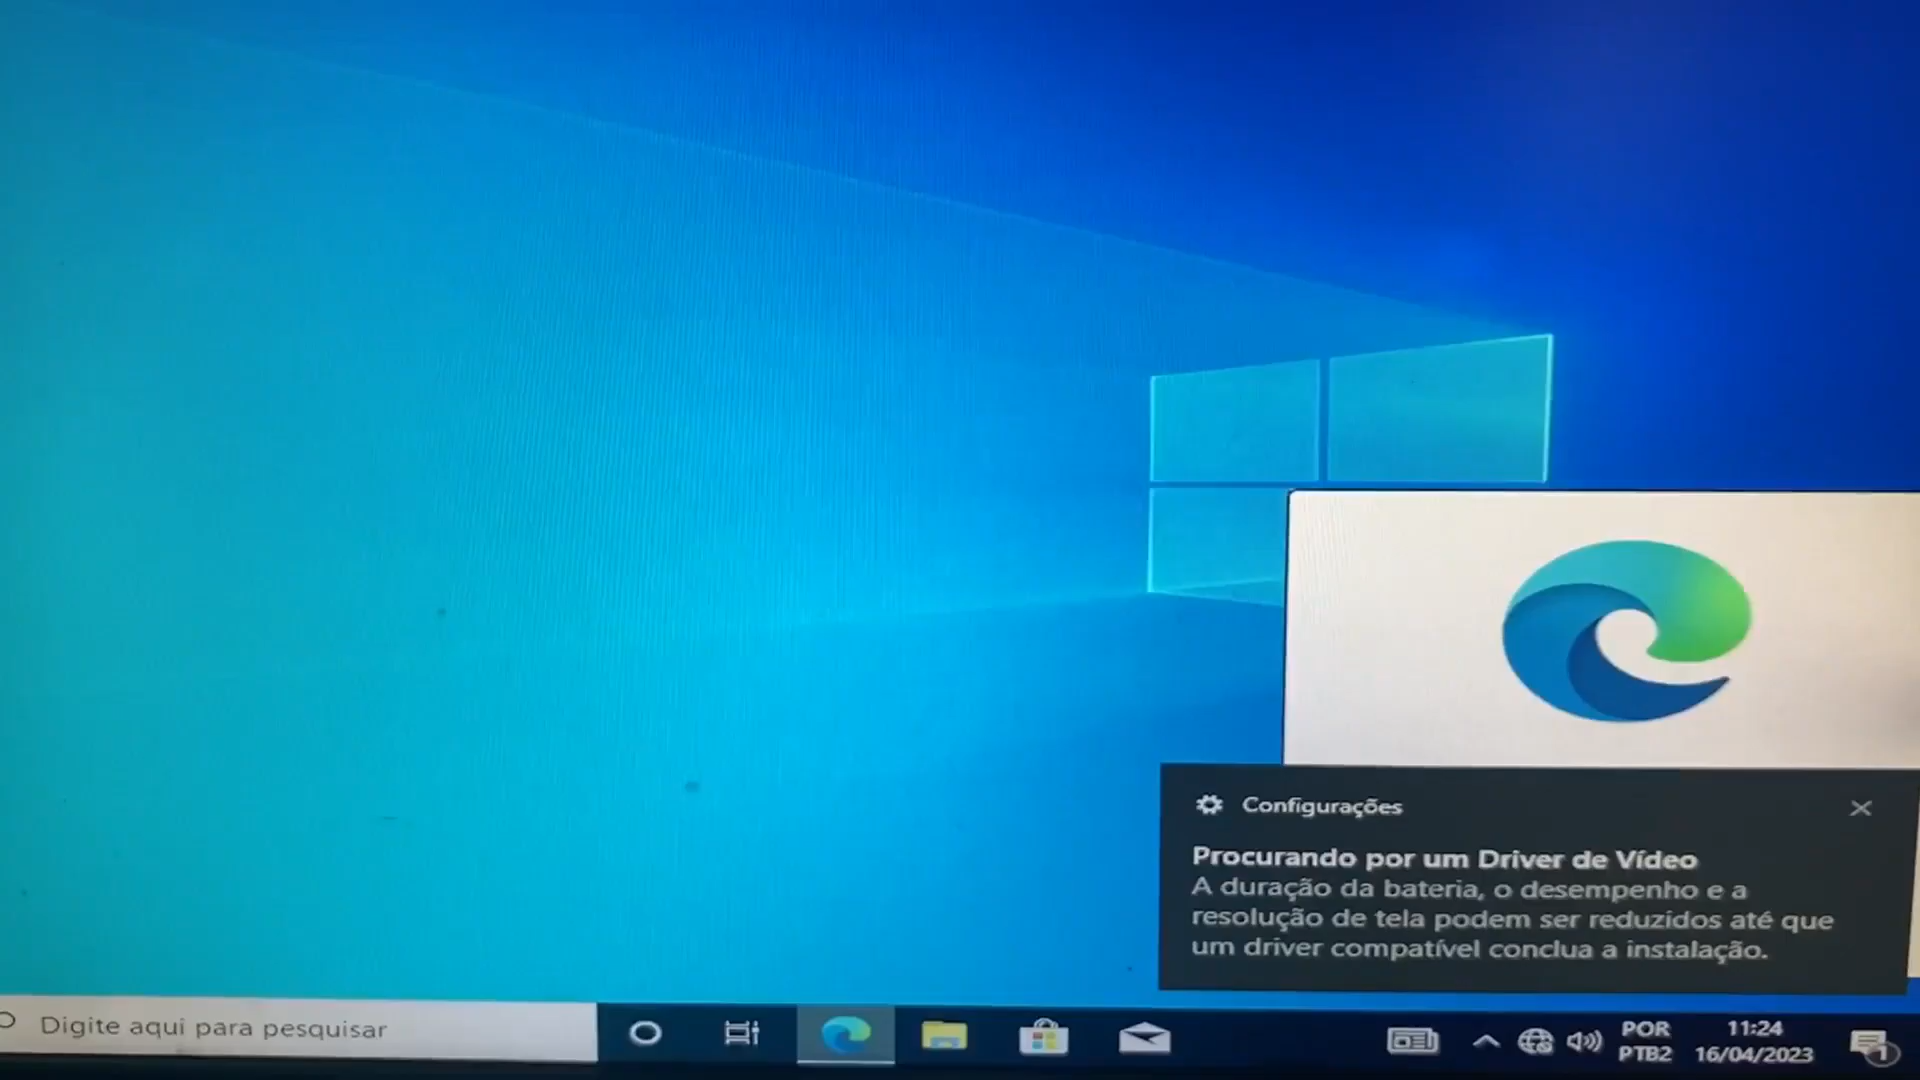 Configurações
Procurando por um Driver de Vídeo
A duração da bateria, o desempenho e a
resolução de tela podem ser reduzidos até que
um driver compatível conclua a instalação.
Digite aqui para pesquisar
POR
PTB2
11:24
16/04/2023
1